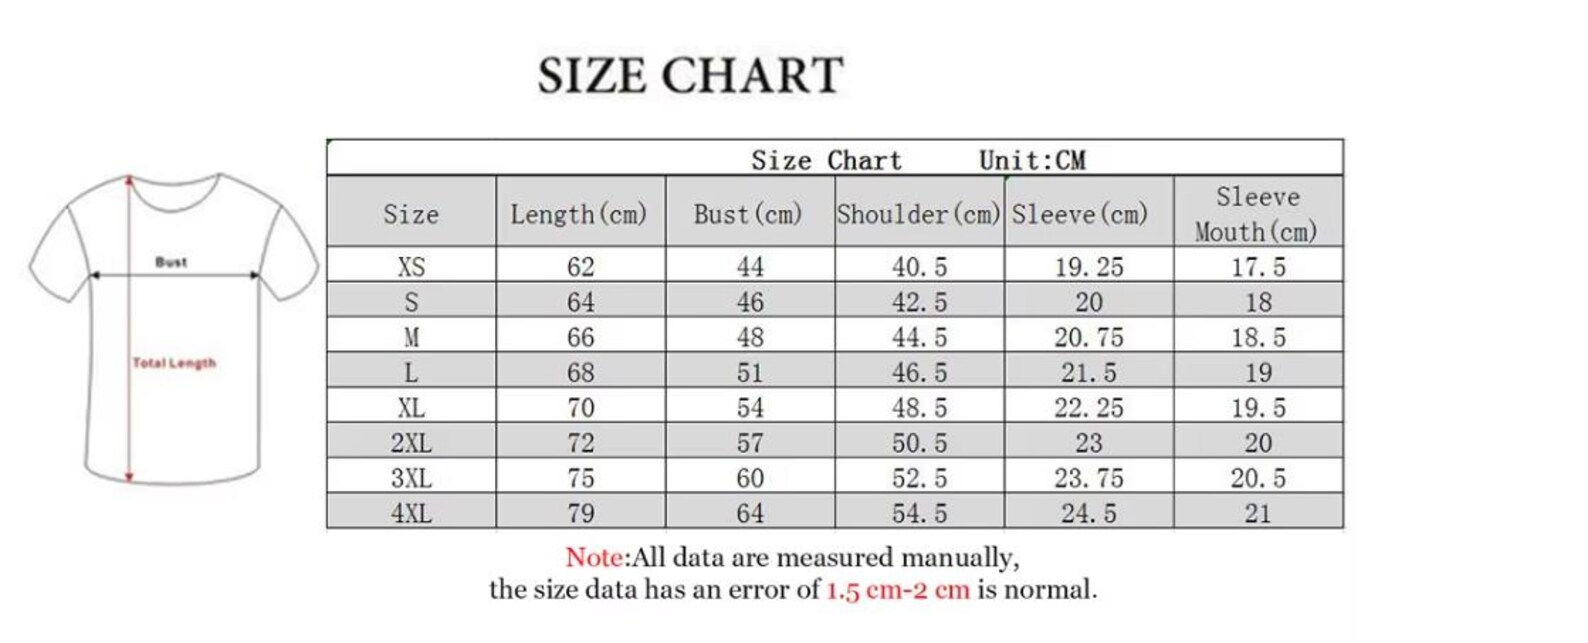 SIZE CHART
Size Chart Unit:CM
Size Length(cm) Bust(cm) Shoulder(cm) Sleeve(cm) Sleeve Mouth(cm)
XS 62 44 40.5 19.25 17.5
S 64 46 42.5 20 18
M 66 48 44.5 20.75 18.5
L 68 51 46.5 21.5 19
XL 70 54 48.5 22.25 19.5
2XL 72 57 50.5 23 20
3XL 75 60 52.5 23.75 20.5
4XL 79 64 54.5 24.5 21
Bust
Total Length
Note:All data are measured manually,
the size data has an error of 1.5 cm-2 cm is normal.